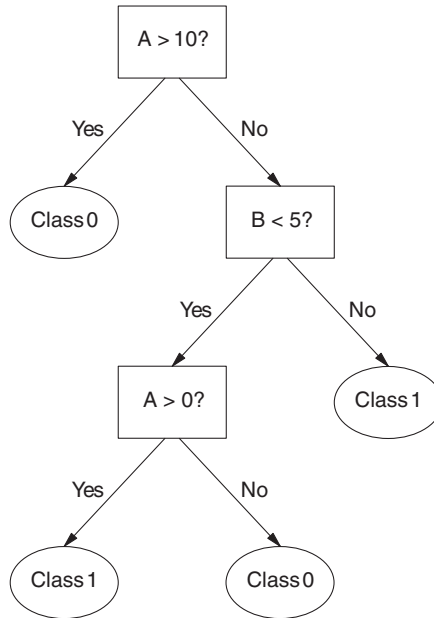 A > 10?
Yes
No
Class 0
B < 5?
Yes
No
A > 0?
Class 1
Yes
No
Class 1
Class 0